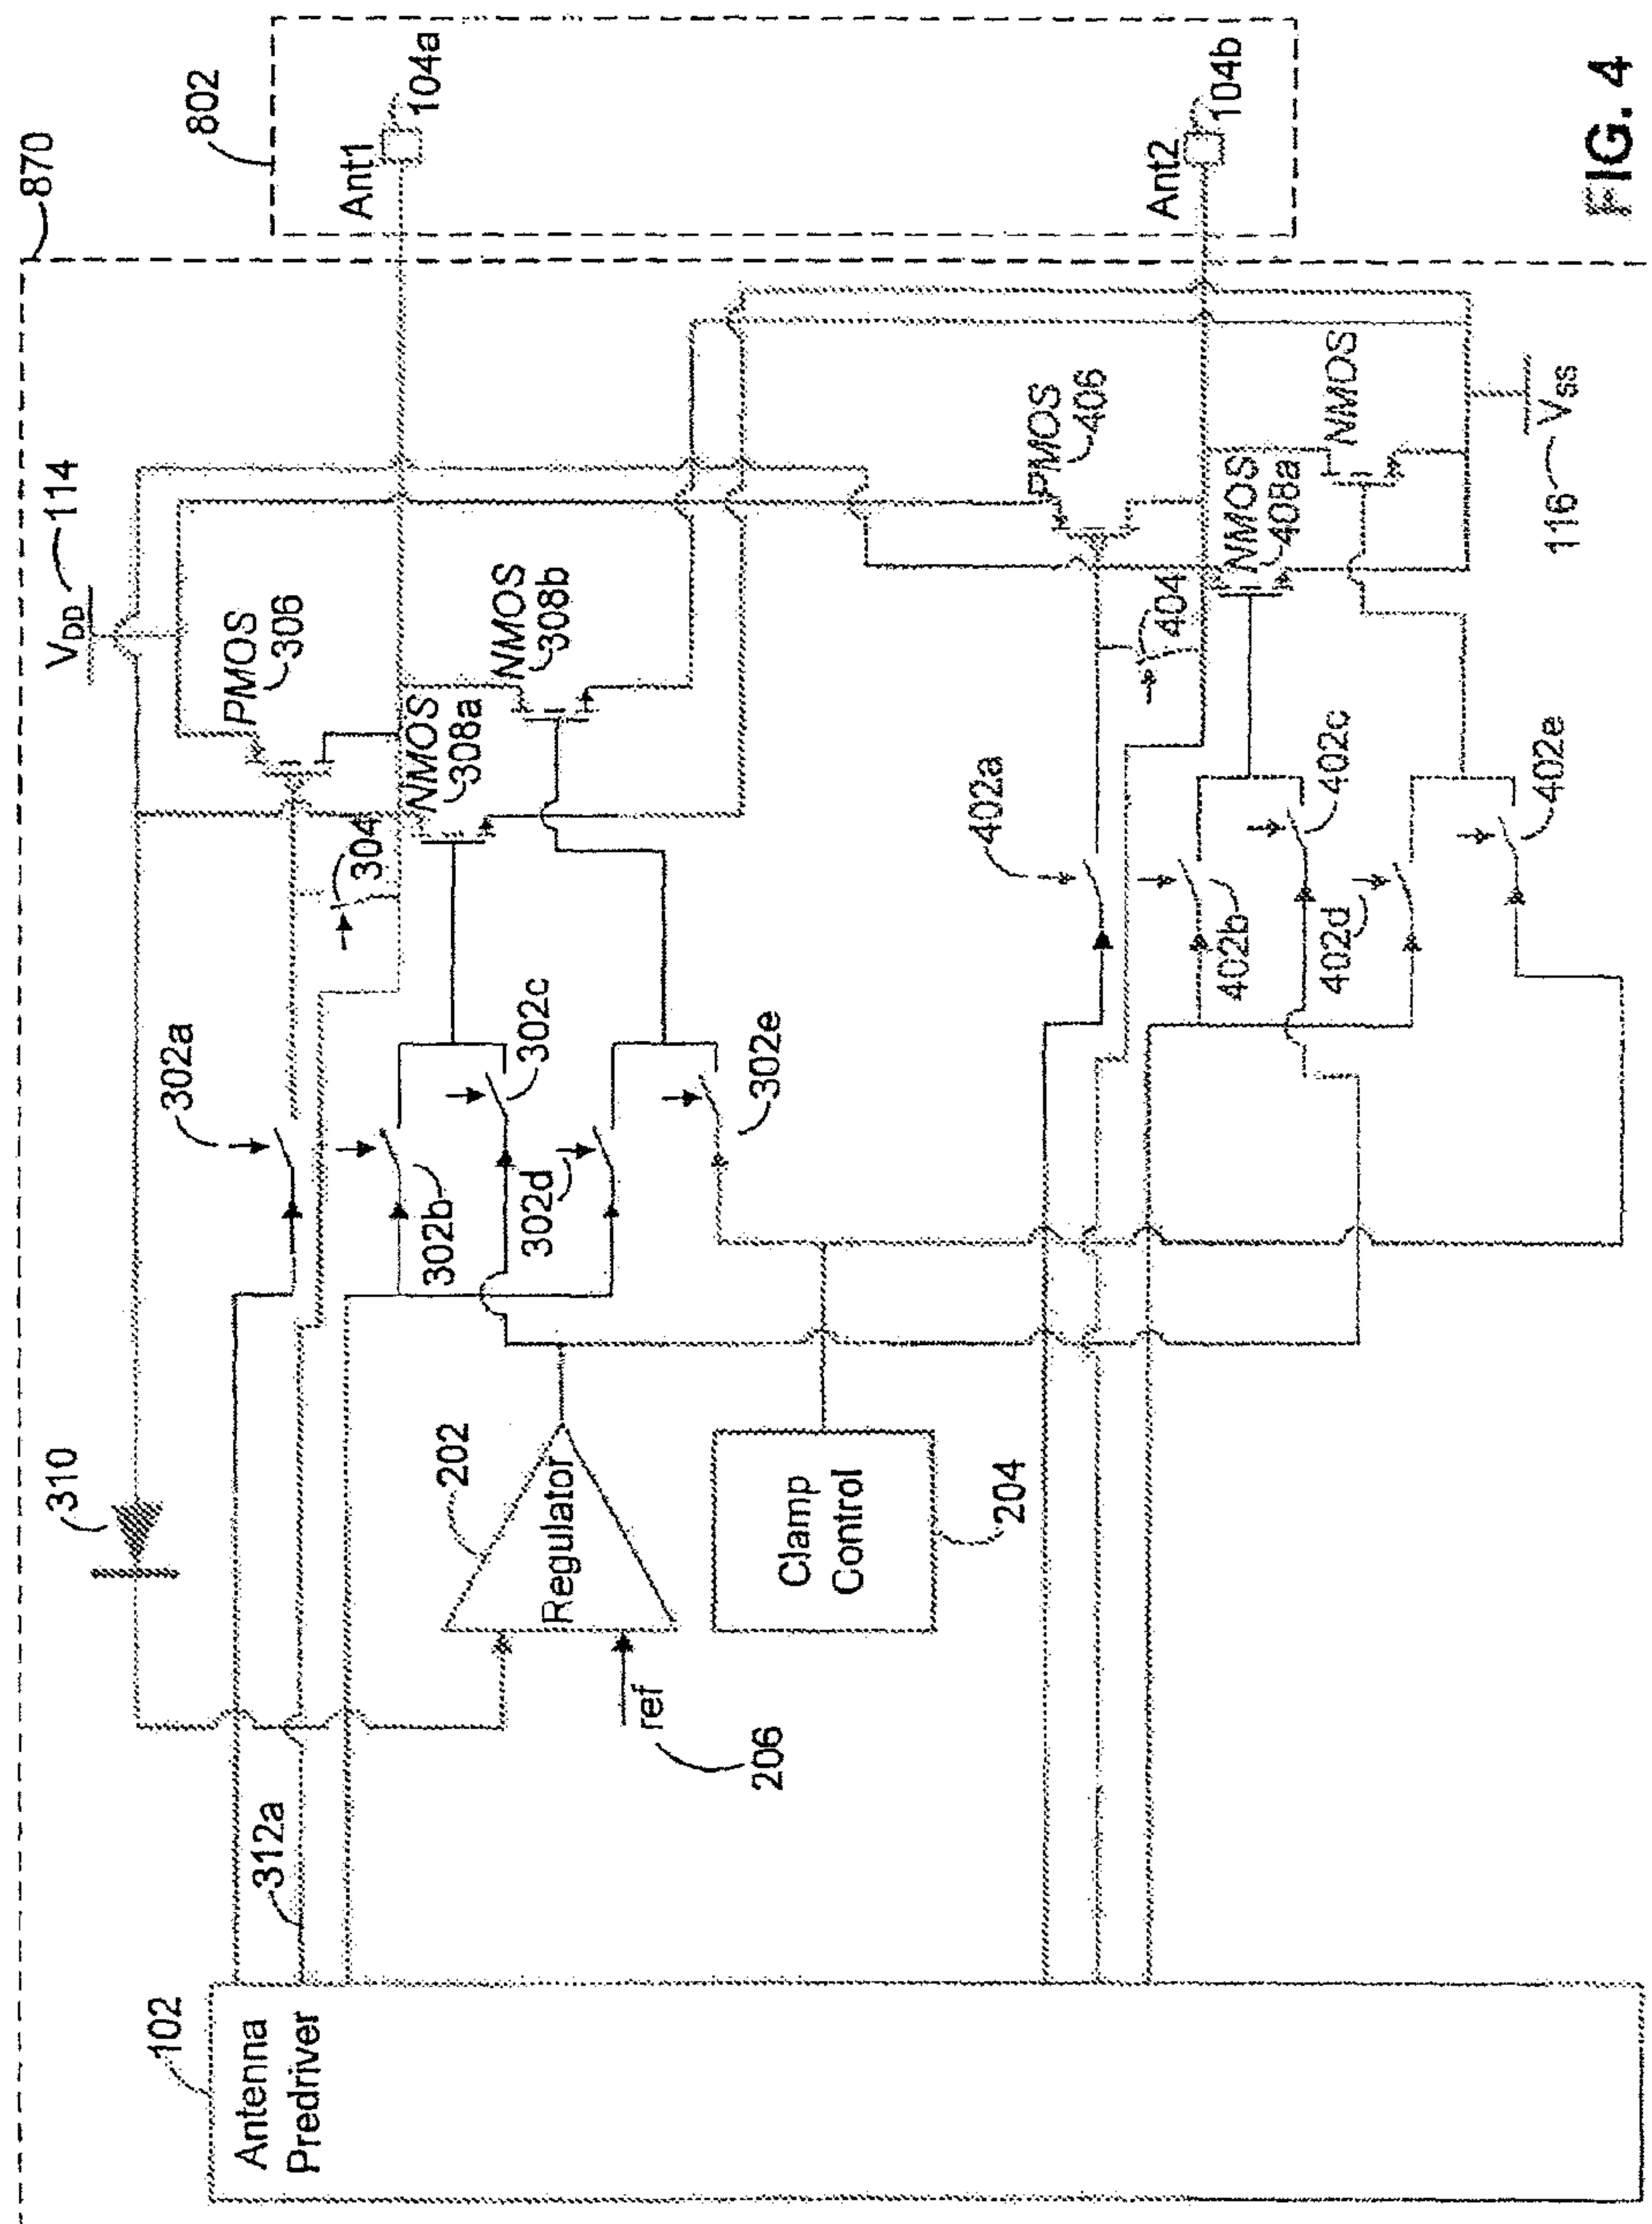 870
802
V_DD
114
Ant1
104a
Ant2
104b
PMOS
306
NMOS
308b
NMOS
308a
304
PMOS
406
NMOS
NMOS
408a
404
116
V_SS
302a
302b
302c
302d
302e
402a
402b
402c
402d
402e
310
202
Regulator
ref
206
Clamp
Control
204
312a
102
Antenna
Predriver
FIG. 4